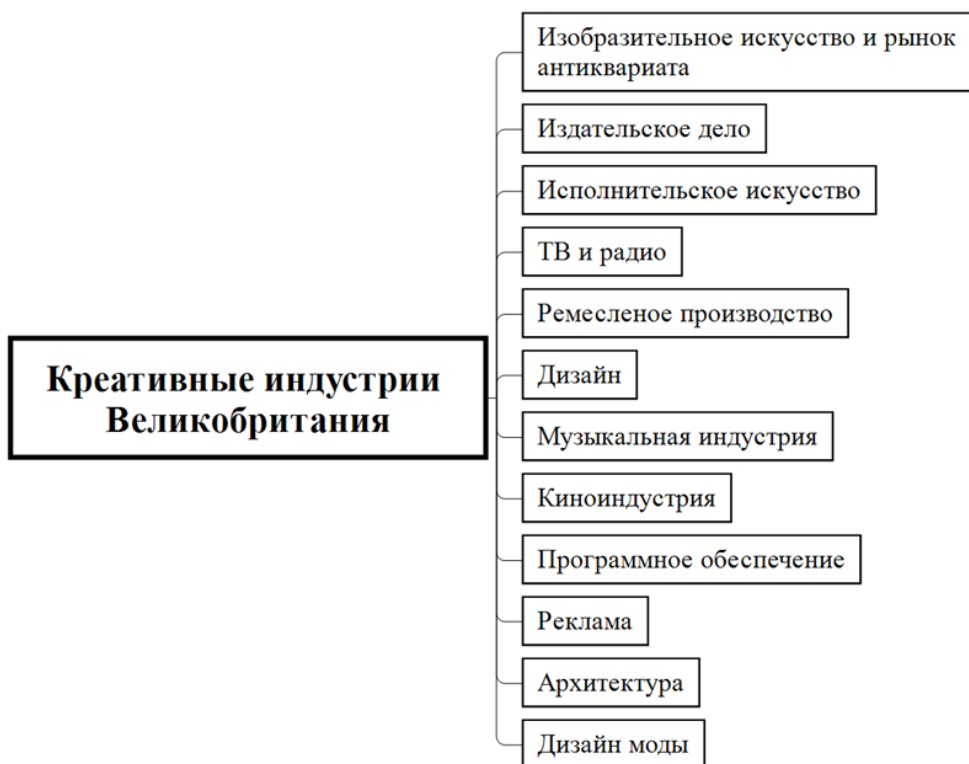 Изобразительное искусство и рынок
антиквариата
Издательское дело
Исполнительское искусство
ТВ и радио
Ремесленое производство
Креативные индустрии
Великобритания
Дизайн
Музыкальная индустрия
Киноиндустрия
Программное обеспечение
Реклама
Архитектура
Дизайн моды